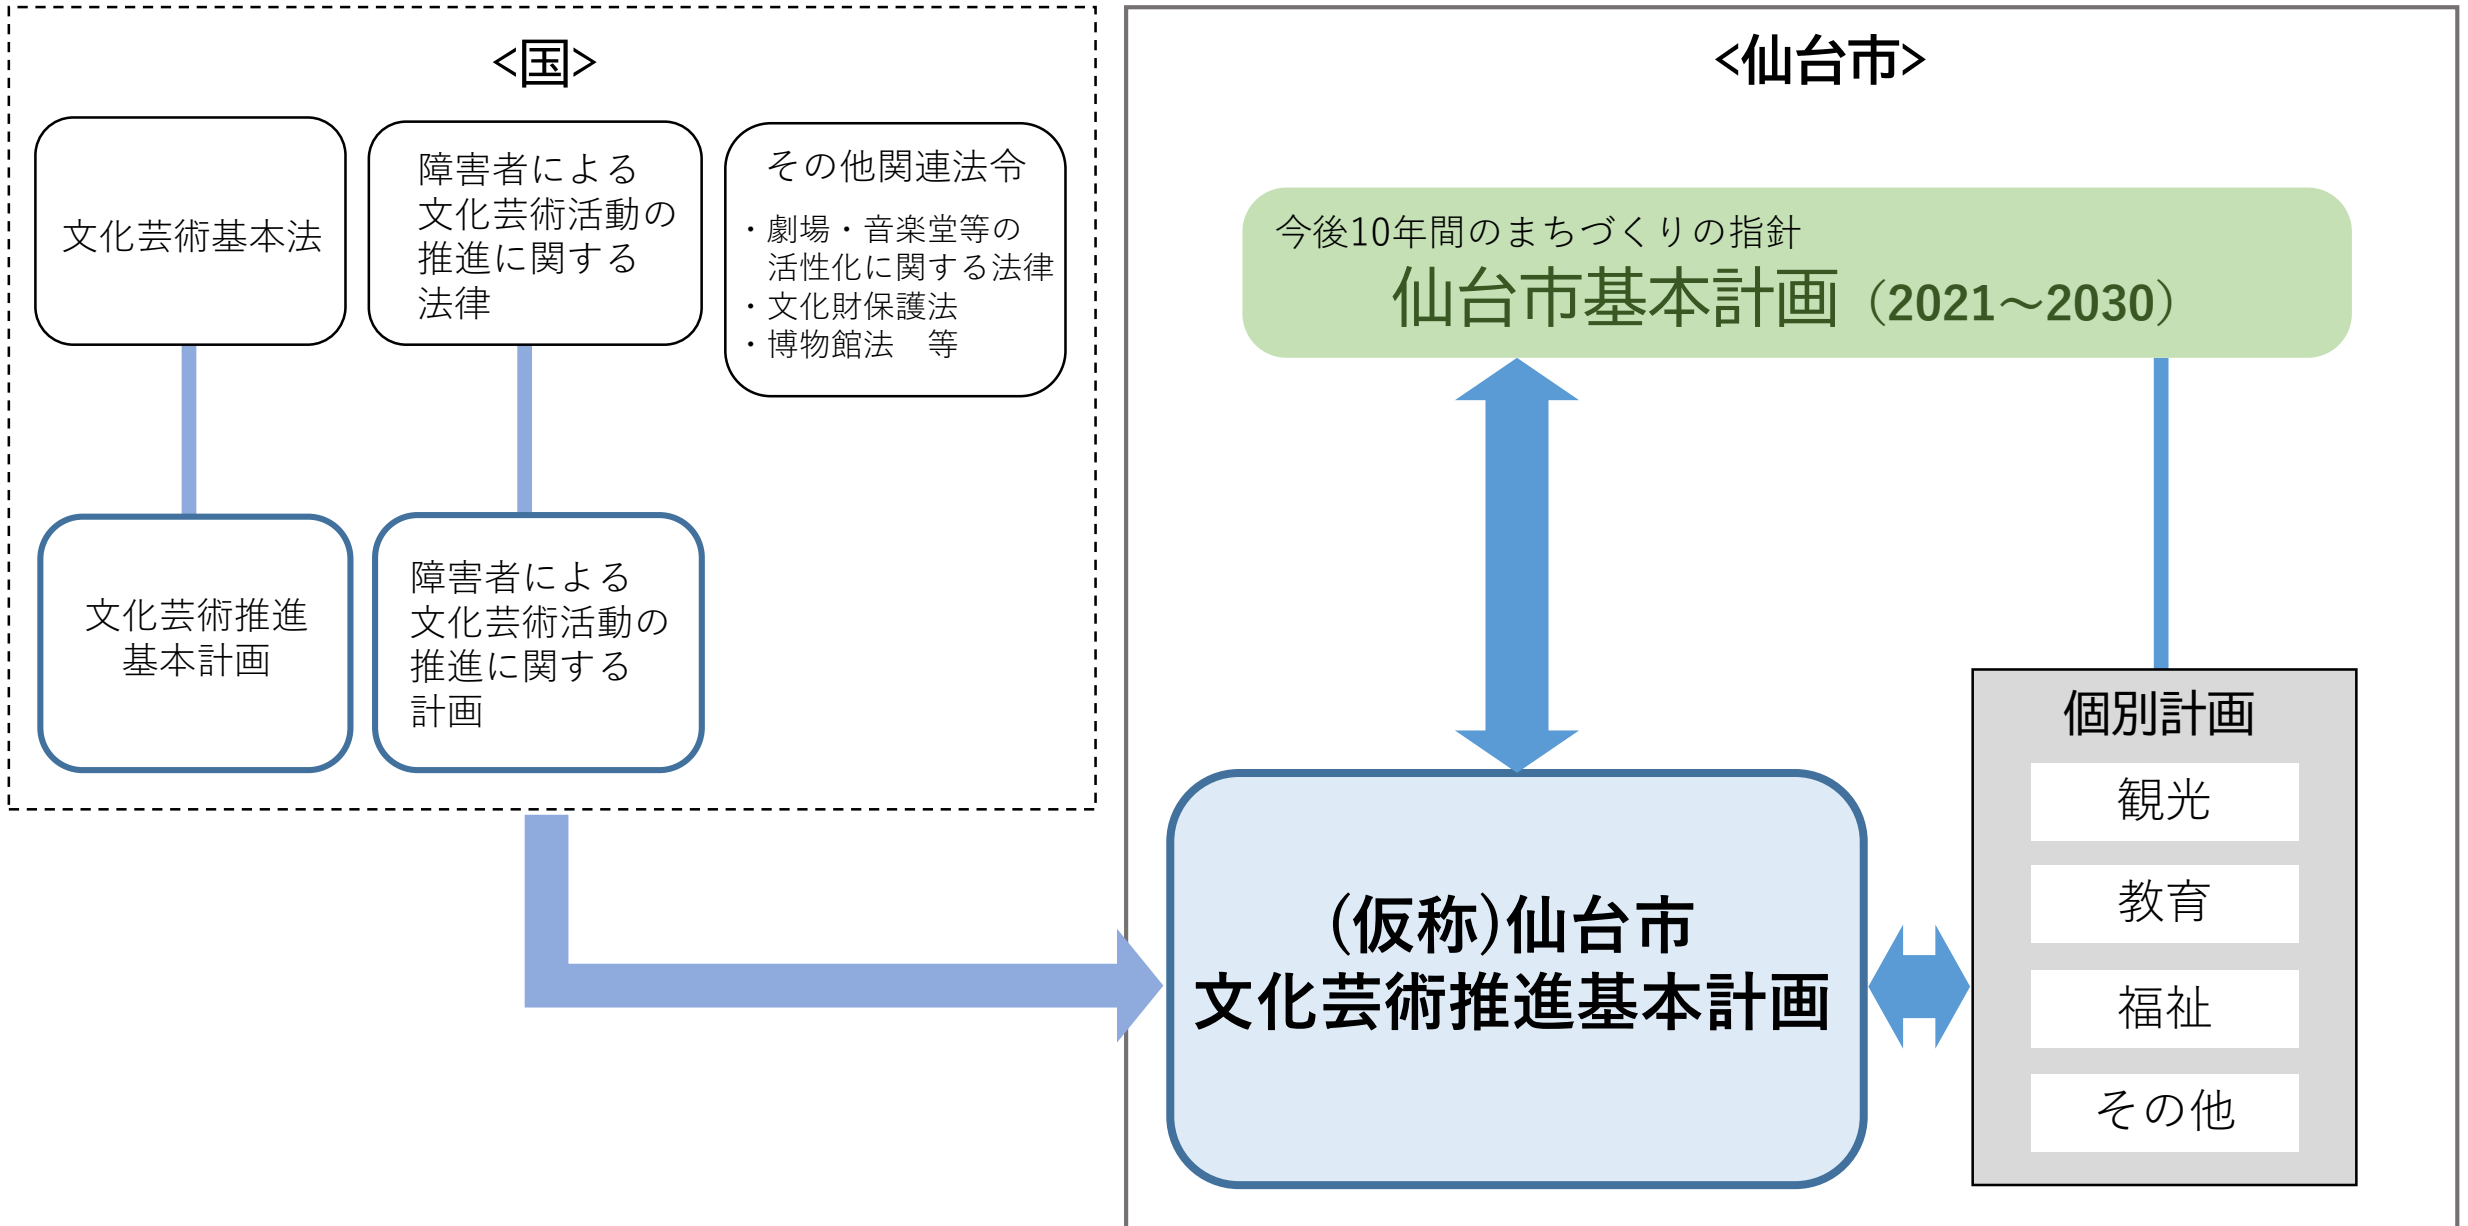 <国>
文化芸術基本法
障害者による
文化芸術活動の
推進に関する
法律
その他関連法令
・劇場・音楽堂等の
活性化に関する法律
・文化財保護法
・博物館法　等
文化芸術推進
基本計画
障害者による
文化芸術活動の
推進に関する
計画
<仙台市>
今後10年間のまちづくりの指針
仙台市基本計画（2021～2030）
(仮称)仙台市
文化芸術推進基本計画
個別計画
観光
教育
福祉
その他